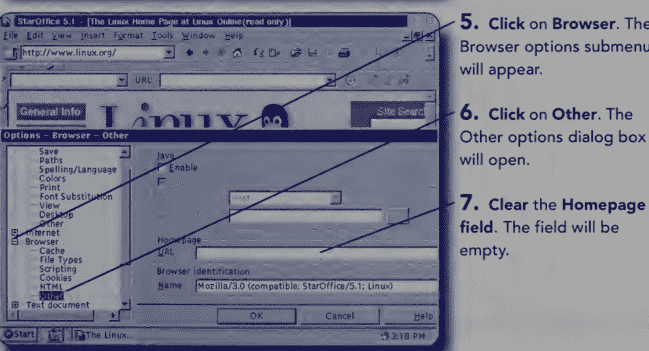 StarOffice 5.1 - [The Linux Home Page at Linux Online(read only)]
File Edit View Insert Format Tools Window Help
http://www.linux.org/
URL:
General Info
Linux
Site Searc
Options - Browser - Other
Save
Paths
Spelling/Language
Colors
Print
Font Substitution
View
Desktop
Other
Internet
Browser
Cache
File Types
Scripting
Cookies
HTML
Other
Text document
Java
Enable
Host
Homepage
URL
Browser identification
Name Mozilla/3.0 (compatible; StarOffice/5.1; Linux)
OK Cancel Help
Start The Linux... 3:18 PM
5. Click on Browser. The
Browser options submenu
will appear.
6. Click on Other. The
Other options dialog box
will open.
7. Clear the Homepage
field. The field will be
empty.